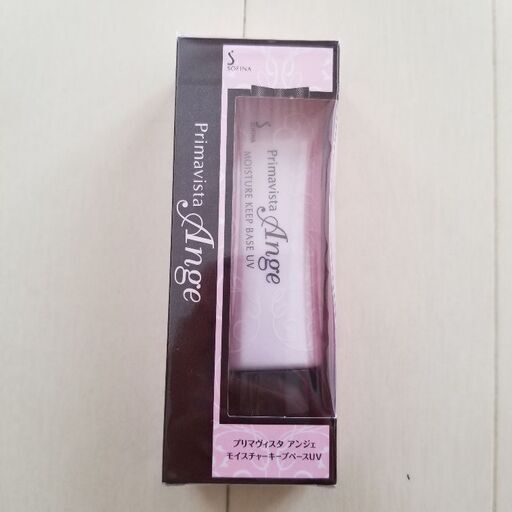 SOFINA
Primavista
Ange
SOFINA
Primavista
Ange
MOISTURE KEEP BASE UV
プリマヴィスタ アンジェ
モイスチャーキープベースUV